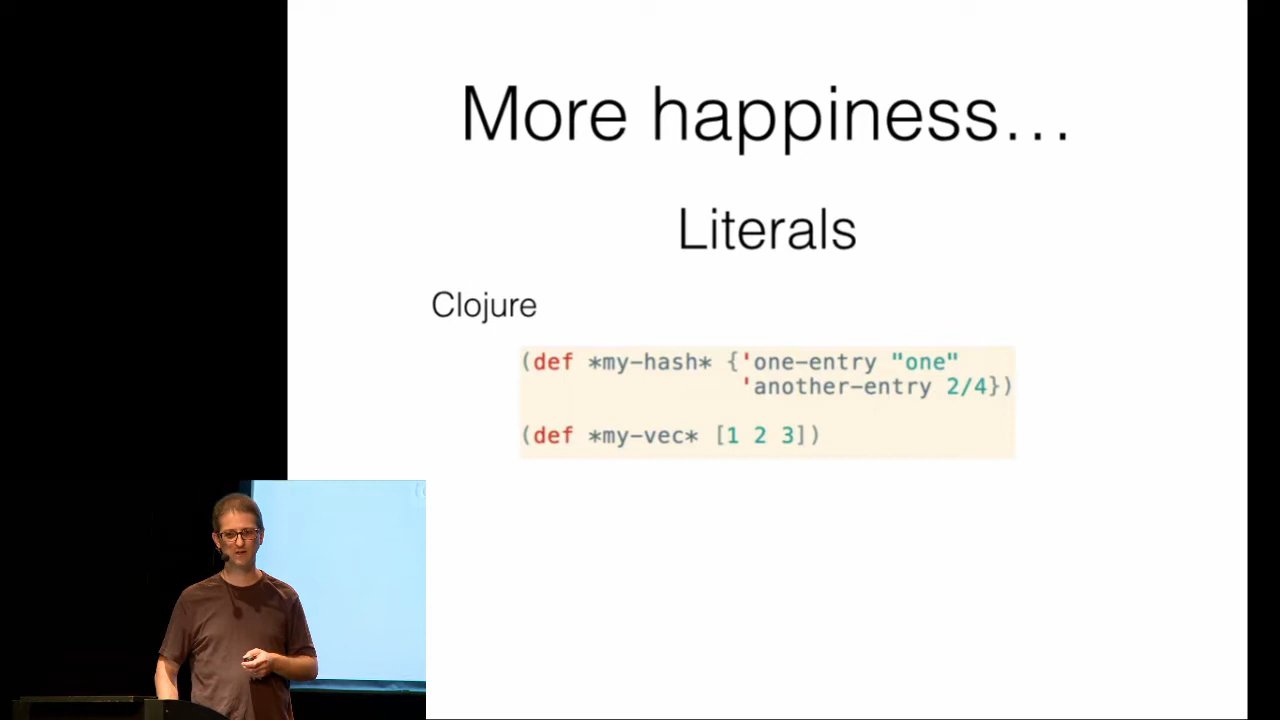 More happiness…
Literals
Clojure
(def *my-hash* {'one-entry "one"
'another-entry 2/4})
(def *my-vec* [1 2 3])